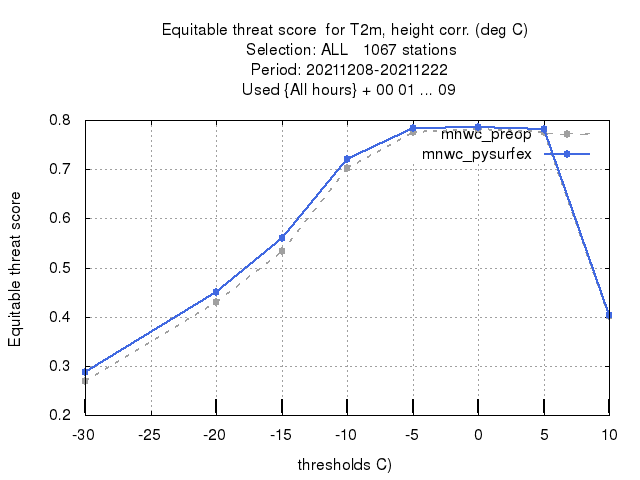 Equitable threat score  for T2m, height corr. (deg C)
Selection: ALL   1067 stations
Period: 20211208-20211222
Used {All hours} + 00 01 ... 09
mnwc_preop
mnwc_pysurfex
Equitable threat score
0.8
0.7
0.6
0.5
0.4
0.3
0.2
-30 -25 -20 -15 -10 -5 0 5 10
thresholds C)